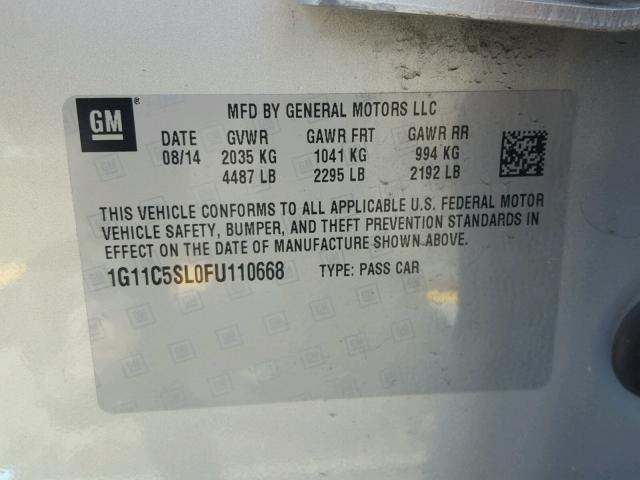 GM ® MFD BY GENERAL MOTORS LLC
DATE GVWR GAWR FRT GAWR RR
08/14 2035 KG 1041 KG 994 KG
4487 LB 2295 LB 2192 LB
THIS VEHICLE CONFORMS TO ALL APPLICABLE U.S. FEDERAL MOTOR
VEHICLE SAFETY, BUMPER, AND THEFT PREVENTION STANDARDS IN
EFFECT ON THE DATE OF MANUFACTURE SHOWN ABOVE.
1G11C5SL0FU110668 TYPE: PASS CAR